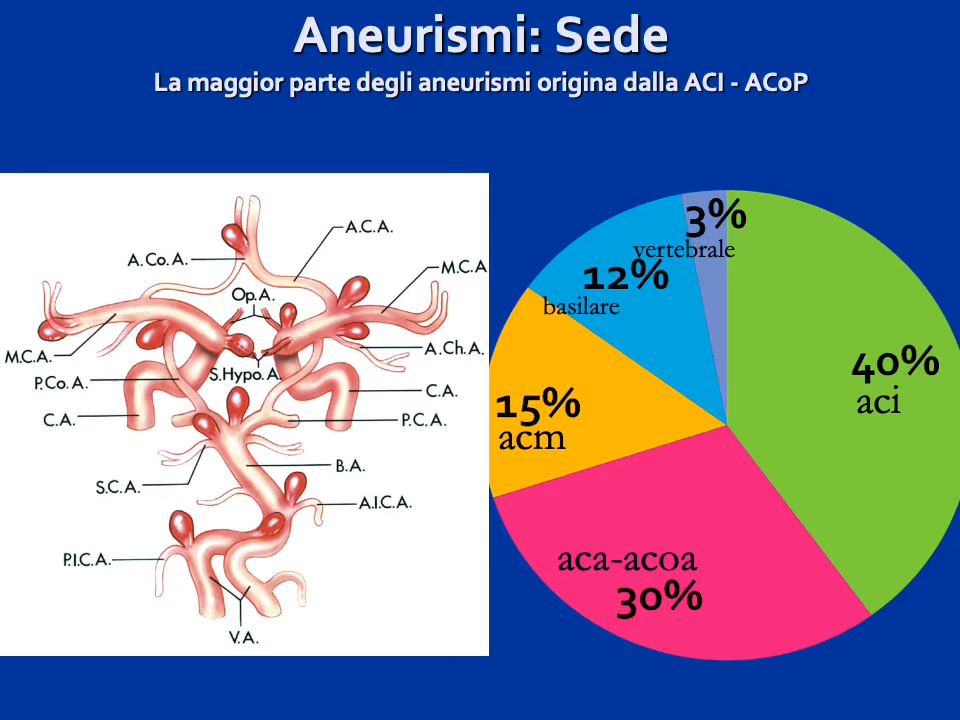 Aneurismi: Sede
La maggior parte degli aneurismi origina dalla ACI - ACoP
A.C.A.
A.Co.A.
M.C.A
Op.A.
M.C.A.
S.Hypo.A.
A.Ch.A.
P.Co.A.
C.A.
C.A.
P.C.A.
B.A.
S.C.A.
A.I.C.A.
P.I.C.A.
V.A.
3%
vertebrale
12%
basilare
40%
aci
15%
acm
aca-acoa
30%